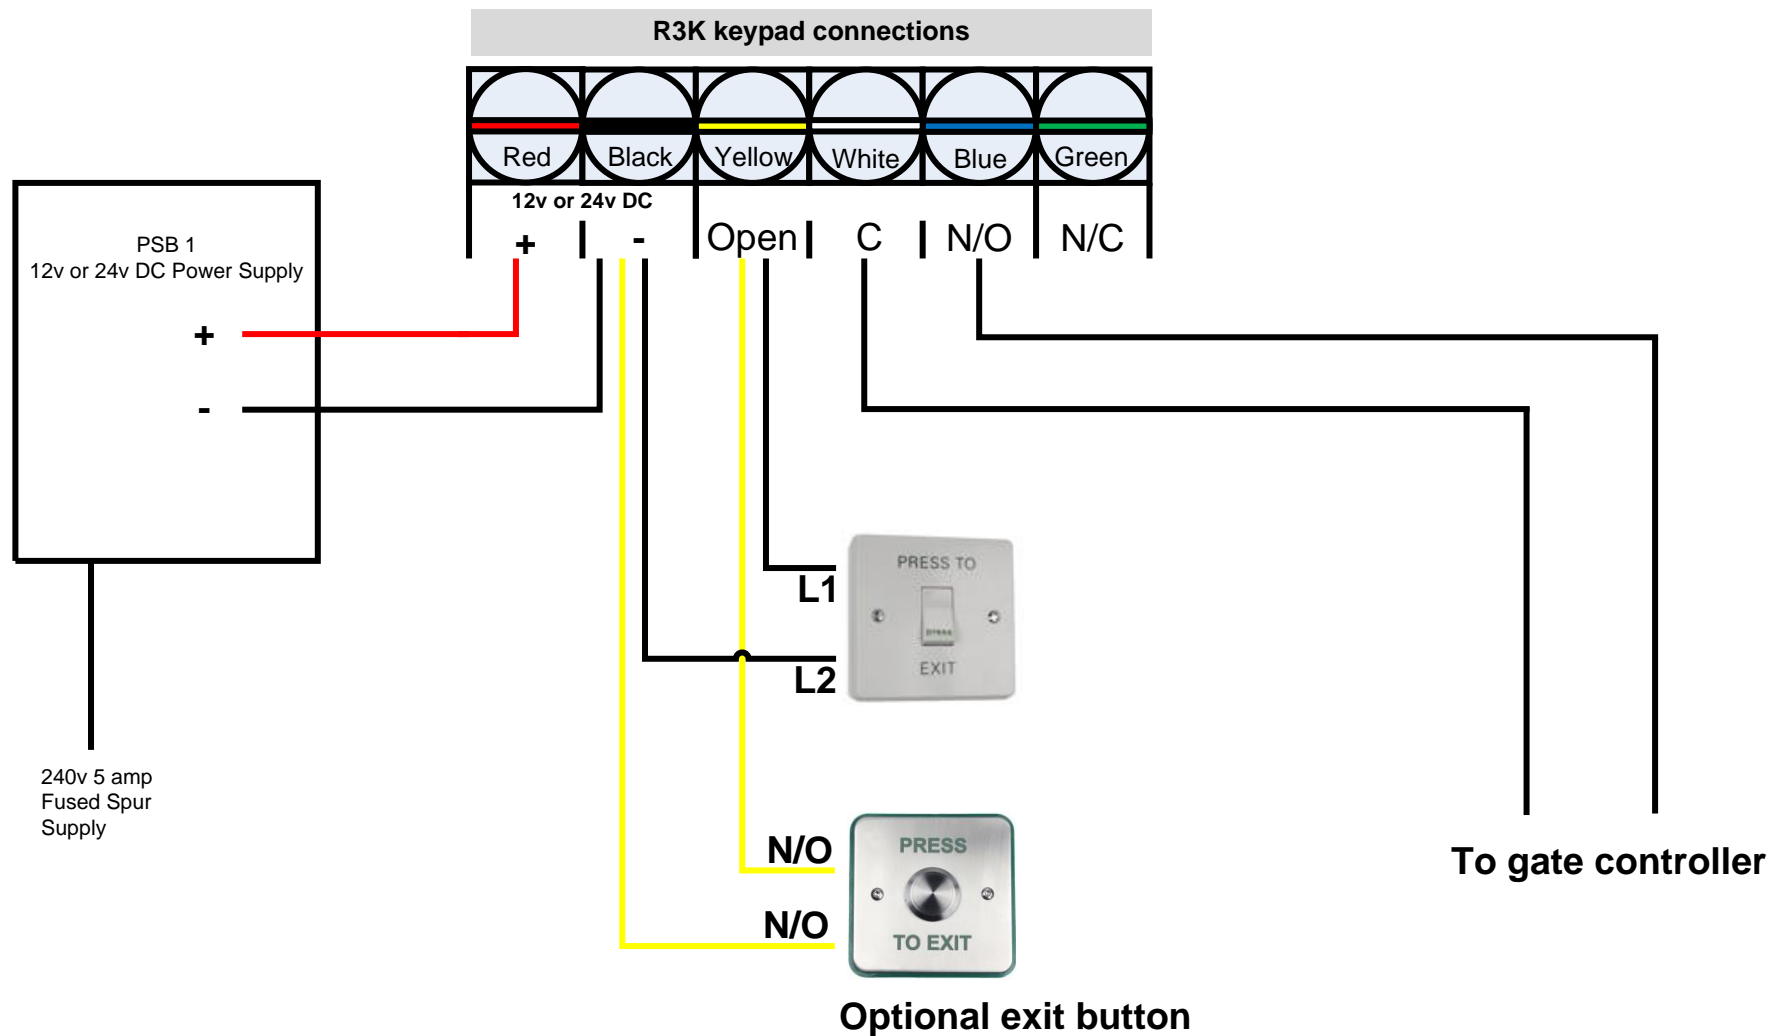 R3K keypad connections
Red Black Yellow White Blue Green
12v or 24v DC
+ - Open C N/O N/C
PSB 1
12v or 24v DC Power Supply
+
-
240v 5 amp
Fused Spur
Supply
PRESS TO
press
EXIT
L1
L2
N/O
N/O
PRESS
TO EXIT
To gate controller
Optional exit button